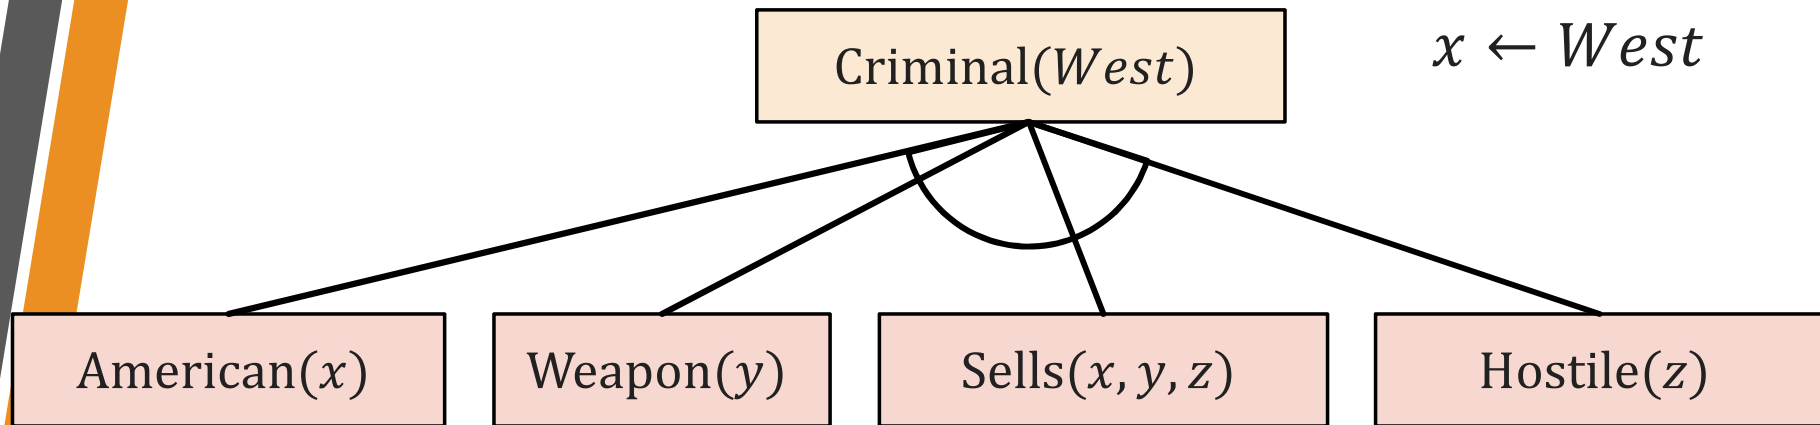 Criminal(West)
x ← West
American(x)
Weapon(y)
Sells(x, y, z)
Hostile(z)